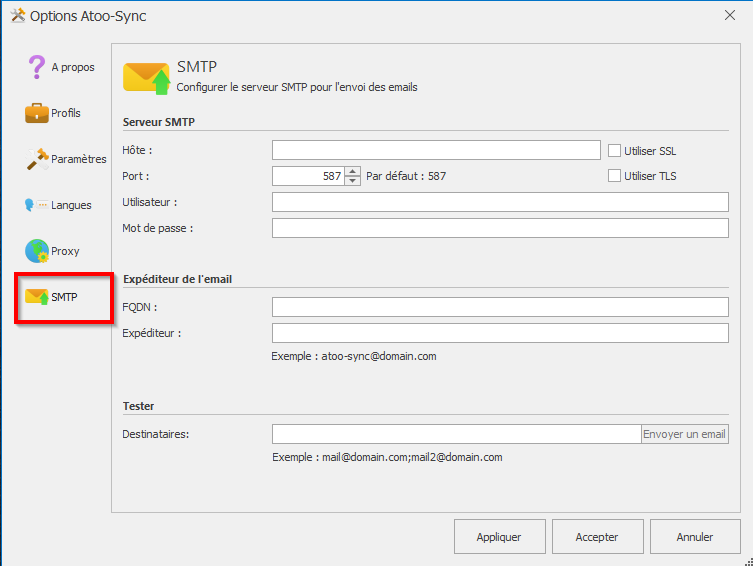 Options Atoo-Sync
A propos
Profils
Paramètres
Langues
Proxy
SMTP
SMTP
Configurer le serveur SMTP pour l'envoi des emails
Serveur SMTP
Hôte :
Utiliser SSL
Port :
587
Par défaut : 587
Utiliser TLS
Utilisateur :
Mot de passe :
Expéditeur de l'email
FQDN :
Expéditeur :
Exemple : atoo-sync@domain.com
Tester
Destinataires:
Envoyer un email
Exemple : mail@domain.com;mail2@domain.com
Appliquer
Accepter
Annuler